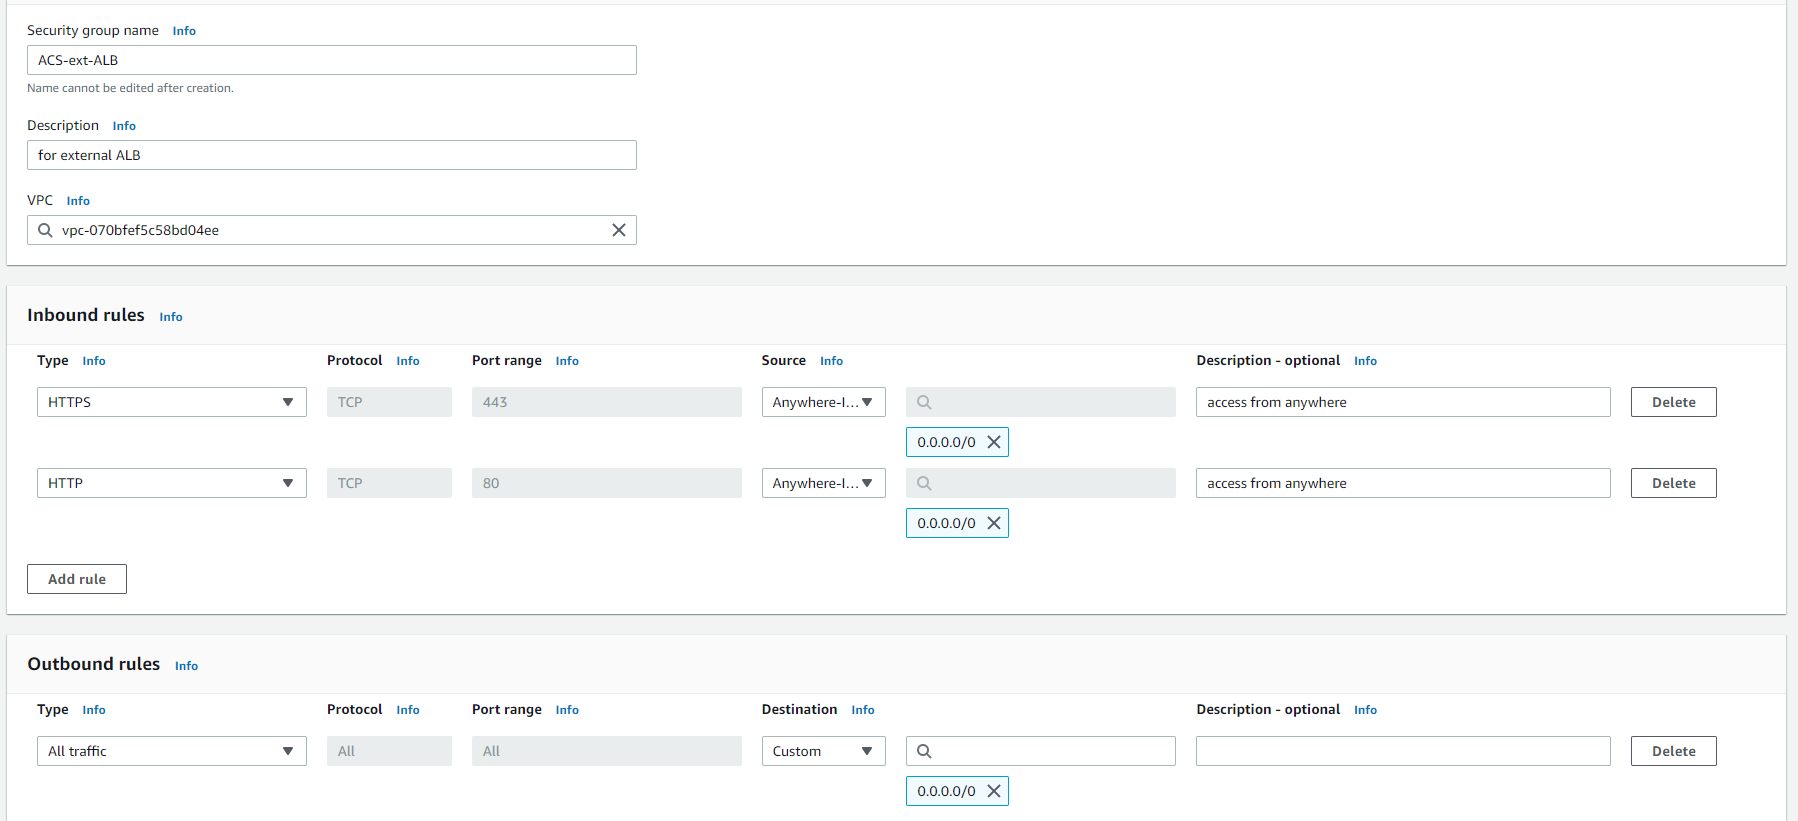 Security group name Info
ACS-ext-ALB
Name cannot be edited after creation.
Description Info
for external ALB
VPC Info
vpc-070bfef5c58bd04ee
Inbound rules Info
Type Info Protocol Info Port range Info Source Info Description - optional Info
HTTPS TCP 443 Anywhere-I... access from anywhere Delete
0.0.0.0/0
HTTP TCP 80 Anywhere-I... access from anywhere Delete
0.0.0.0/0
Add rule
Outbound rules Info
Type Info Protocol Info Port range Info Destination Info Description - optional Info
All traffic All All Custom Delete
0.0.0.0/0